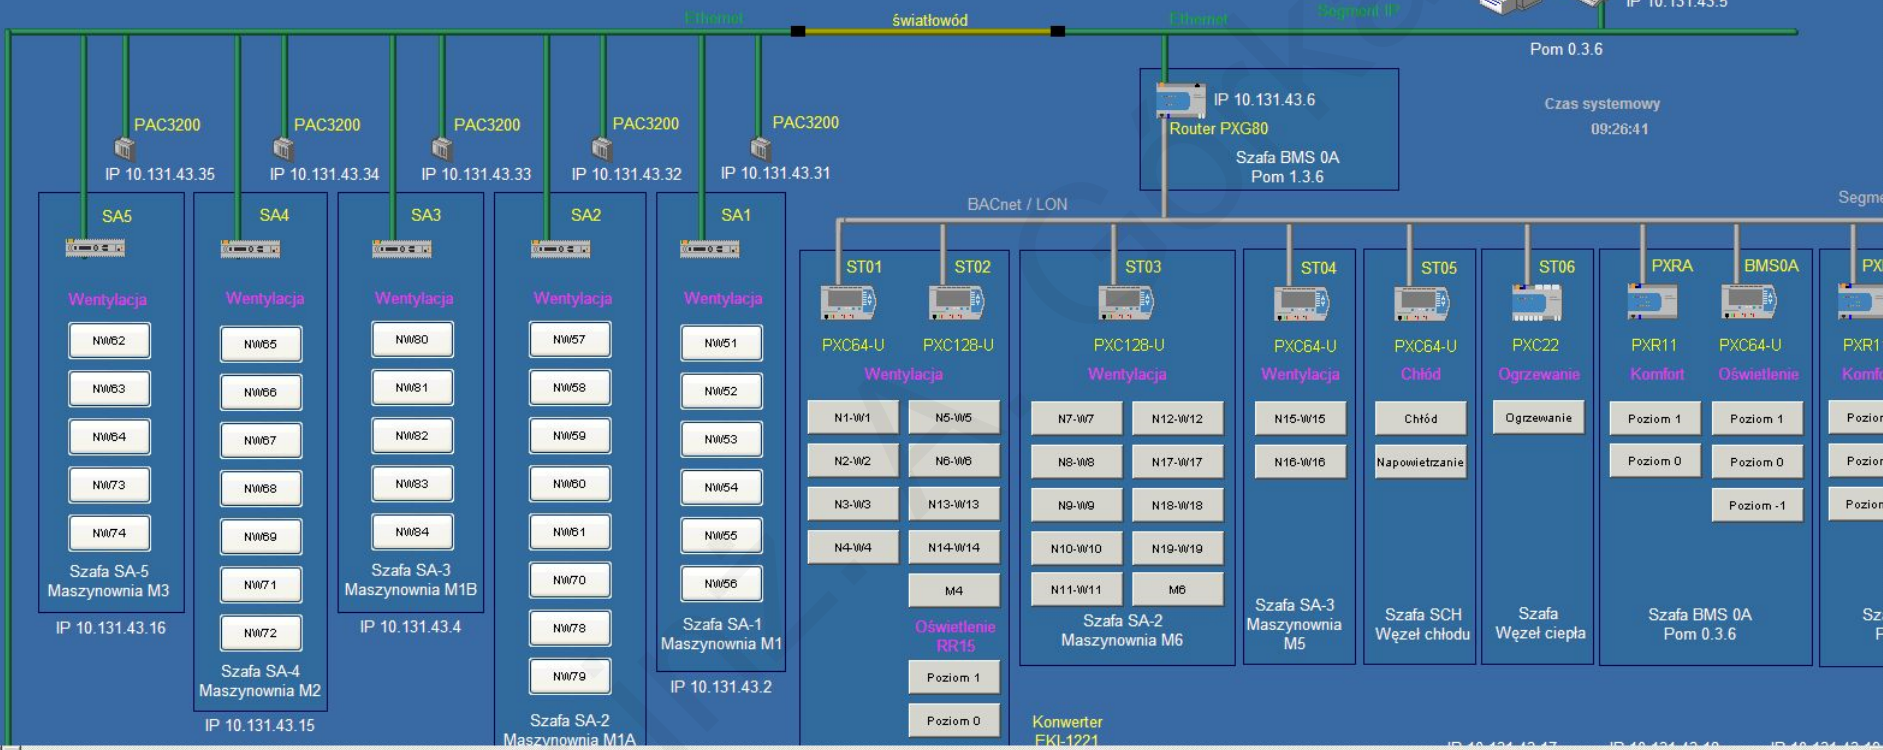 Ethernet
światłowód
Ethernet
Segment IP
IP 10.131.43.5
Pom 0.3.6
Czas systemowy
09:26:41
IP 10.131.43.6
Router PXG80
Szafa BMS 0A
Pom 1.3.6
BACnet / LON
PAC3200
IP 10.131.43.35
PAC3200
IP 10.131.43.34
PAC3200
IP 10.131.43.33
PAC3200
IP 10.131.43.32
PAC3200
IP 10.131.43.31
SA5
Wentylacja
NW62
NW63
NW64
NW73
NW74
Szafa SA-5
Maszynownia M3
IP 10.131.43.16
SA4
Wentylacja
NW65
NW66
NW67
NW68
NW69
NW71
NW72
Szafa SA-4
Maszynownia M2
IP 10.131.43.15
SA3
Wentylacja
NW80
NW81
NW82
NW83
NW84
Szafa SA-3
Maszynownia M1B
IP 10.131.43.4
SA2
Wentylacja
NW57
NW58
NW59
NW60
NW61
NW70
NW78
NW79
Szafa SA-2
Maszynownia M1A
SA1
Wentylacja
NW51
NW52
NW53
NW54
NW55
NW56
Szafa SA-1
Maszynownia M1
IP 10.131.43.2
ST01 ST02
PXC64-U PXC128-U
Wentylacja
N1-W1 N5-W5
N2-W2 N6-W6
N3-W3 N13-W13
N4-W4 N14-W14
M4
Oświetlenie
RR15
Poziom 1
Poziom 0
ST03
PXC128-U
Wentylacja
N7-W7 N12-W12
N8-W8 N17-W17
N9-W9 N18-W18
N10-W10 N19-W19
N11-W11 M6
Szafa SA-2
Maszynownia M6
Konwerter
EKI-1221
ST04
PXC64-U
Wentylacja
N15-W15
N16-W16
Szafa SA-3
Maszynownia
M5
ST05
PXC64-U
Chłód
Chłód
Napowietrzanie
Szafa SCH
Węzeł chłodu
ST06
PXC22
Ogrzewanie
Ogrzewanie
Szafa
Węzeł ciepła
PXRA BMS0A
PXR11 PXC64-U
Komfort Oświetlenie
Poziom 1 Poziom 1
Poziom 0 Poziom 0
Poziom -1
Szafa BMS 0A
Pom 0.3.6